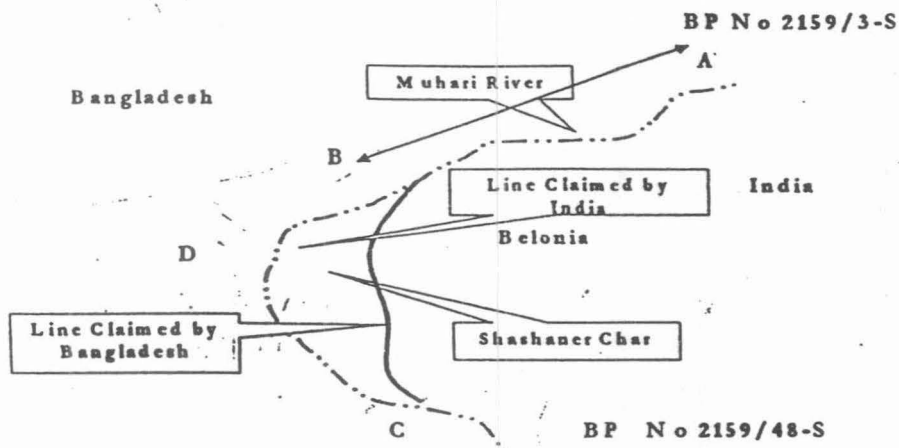 BP No 2159/3-S
A
Muhari River
Bangladesh
B
Line Claimed by
India
India
Belonia
D
Line Claimed by
Bangladesh
Shashaner Char
C
BP No 2159/48-S